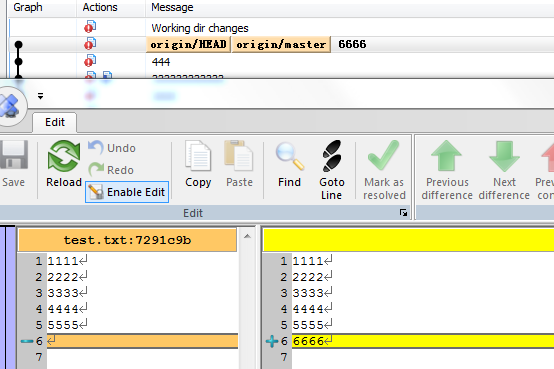 Graph Actions Message
Working dir changes
origin/HEAD origin/master 6666
444
Edit
Save
Reload
Undo
Redo
Enable Edit
Copy
Paste
Find
Goto Line
Mark as resolved
Previous difference
Next difference
Edit
test.txt:7291c9b
1 1111
2 2222
3 3333
4 4444
5 5555
6
7
1 1111
2 2222
3 3333
4 4444
5 5555
6 6666
7